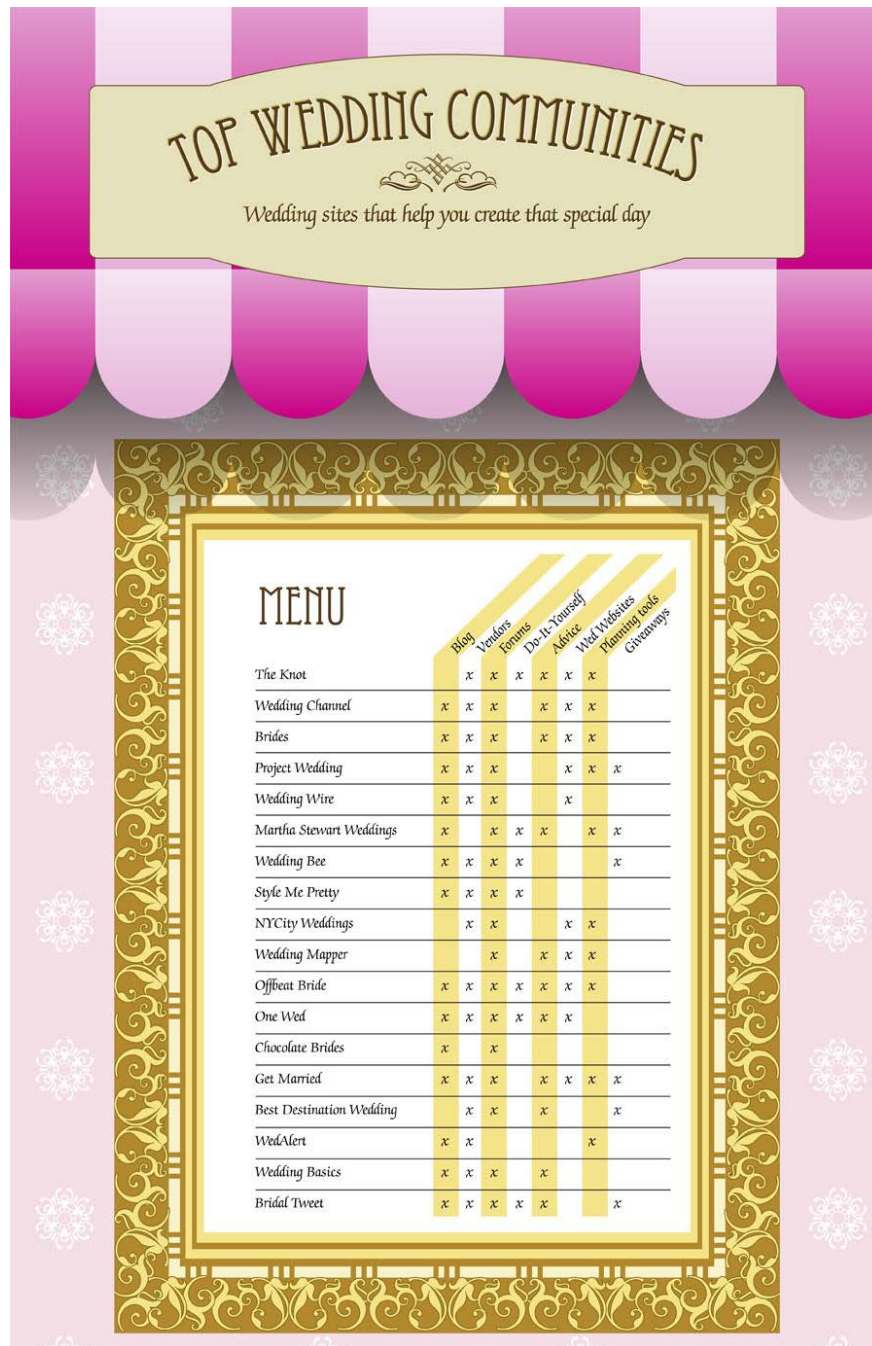 TOP WEDDING COMMUNITIES
Wedding sites that help you create that special day
MENU
Blog
Vendors
Forums
Do-It-Yourself
Advice
Wed Websites
Planning tools
Giveaways
The Knot x x x x x x
Wedding Channel x x x x x x
Brides x x x x x x
Project Wedding x x x x x x
Wedding Wire x x x x
Martha Stewart Weddings x x x x x x
Wedding Bee x x x x x
Style Me Pretty x x x x
NYCity Weddings x x x x
Wedding Mapper x x x x
Offbeat Bride x x x x x x x
One Wed x x x x x x
Chocolate Brides x x
Get Married x x x x x x x
Best Destination Wedding x x x x
WedAlert x x x
Wedding Basics x x x x
Bridal Tweet x x x x x x